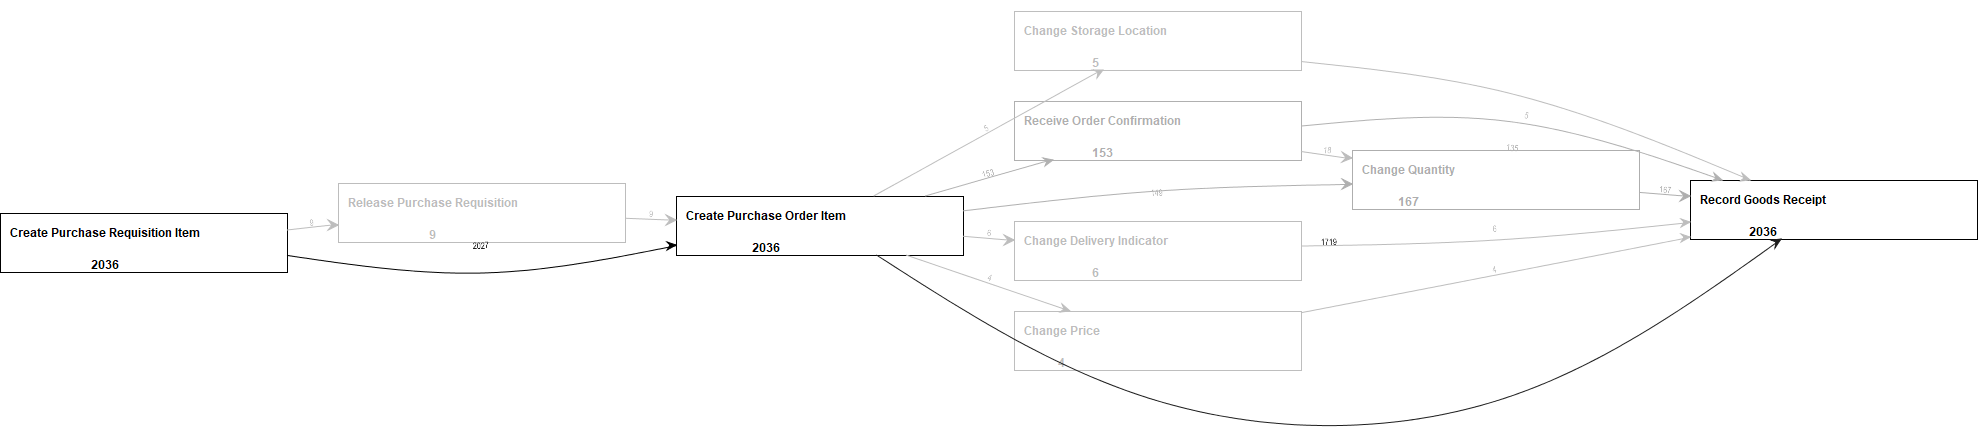 Change Storage Location
5
5
Receive Order Confirmation
153
153
5
18
135
Change Quantity
167
167
149
Release Purchase Requisition
9
9
9
Create Purchase Requisition Item
2036
2027
Create Purchase Order Item
2036
Record Goods Receipt
2036
Change Delivery Indicator
6
6
6
1719
Change Price
4
4
4